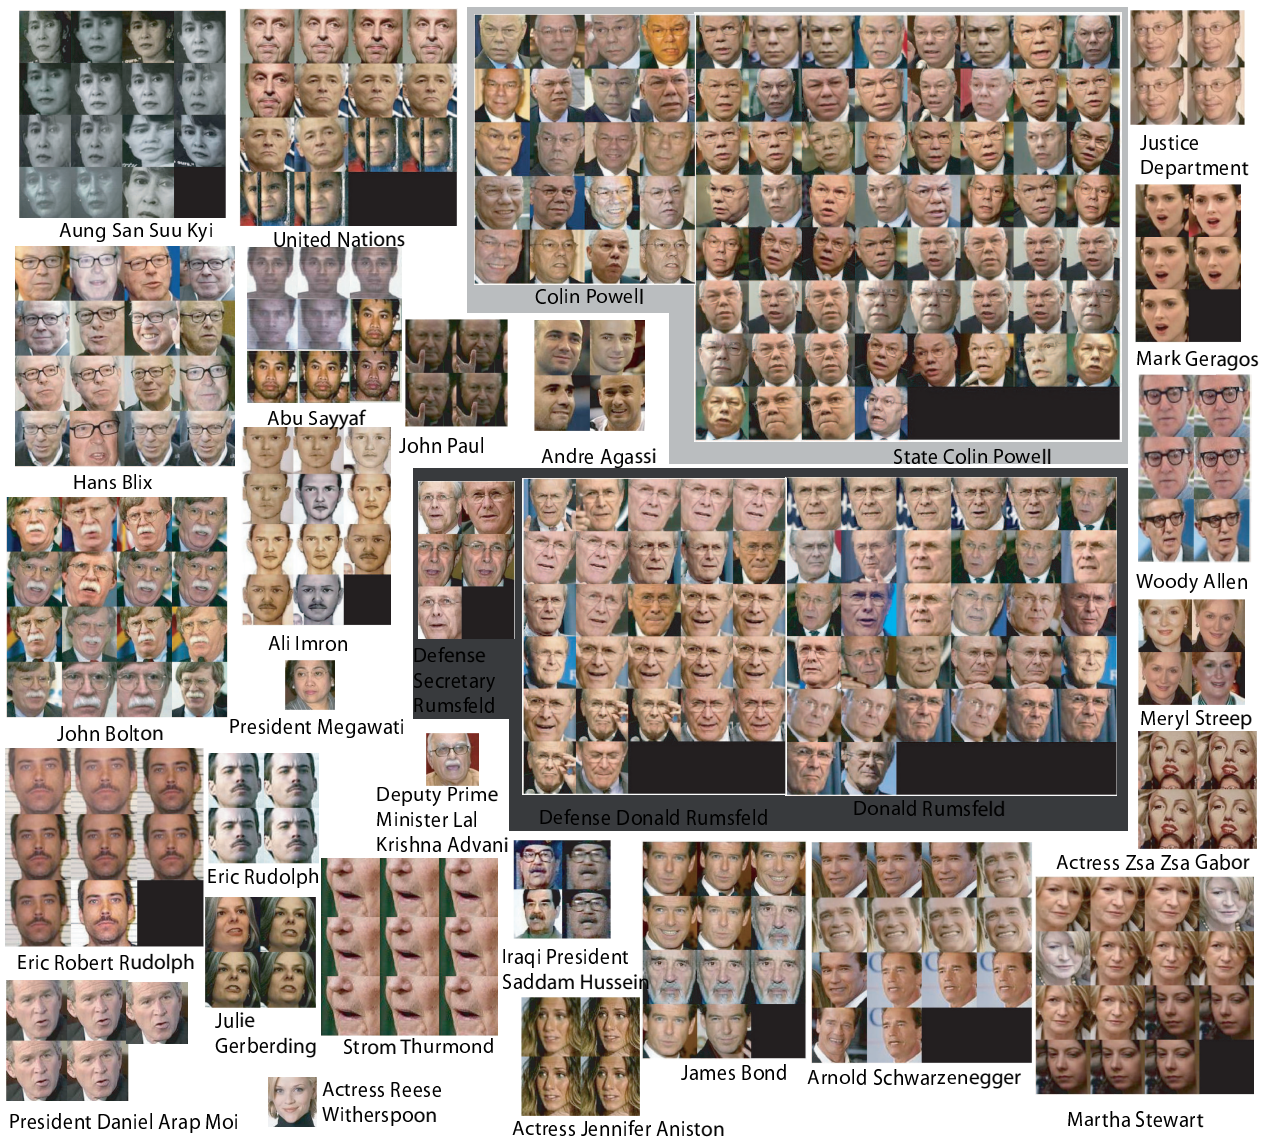 Aung San Suu Kyi
United Nations
Colin Powell
Justice
Department
Hans Blix
Abu Sayyaf
John Paul
Andre Agassi
State Colin Powell
Mark Geragos
John Bolton
Ali Imron
President Megawati
Defense
Secretary
Rumsfeld
Woody Allen
Meryl Streep
Deputy Prime
Minister Lal
Krishna Advani
Defense Donald Rumsfeld
Donald Rumsfeld
Actress Zsa Zsa Gabor
Eric Robert Rudolph
Eric Rudolph
Iraqi President
Saddam Hussein
Julie
Gerberding
Strom Thurmond
James Bond
Arnold Schwarzenegger
Martha Stewart
President Daniel Arap Moi
Actress Reese
Witherspoon
Actress Jennifer Aniston